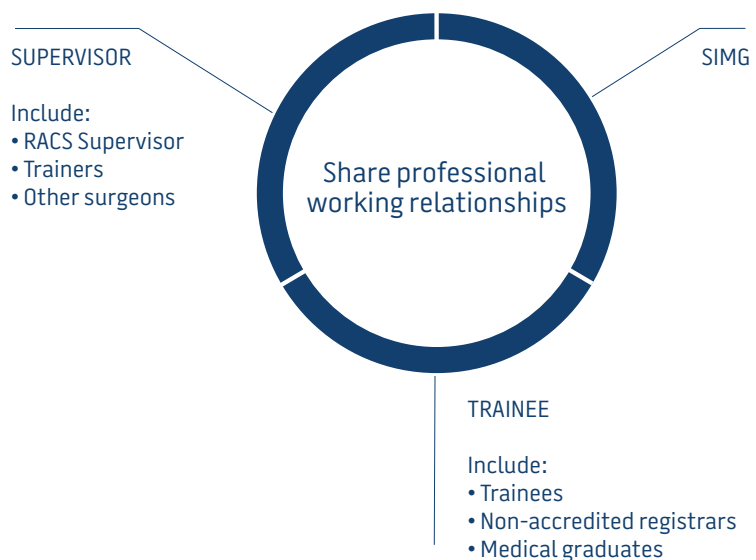 SUPERVISOR
Include:
• RACS Supervisor
• Trainers
• Other surgeons
SIMG
Share professional
working relationships
TRAINEE
Include:
• Trainees
• Non-accredited registrars
• Medical graduates